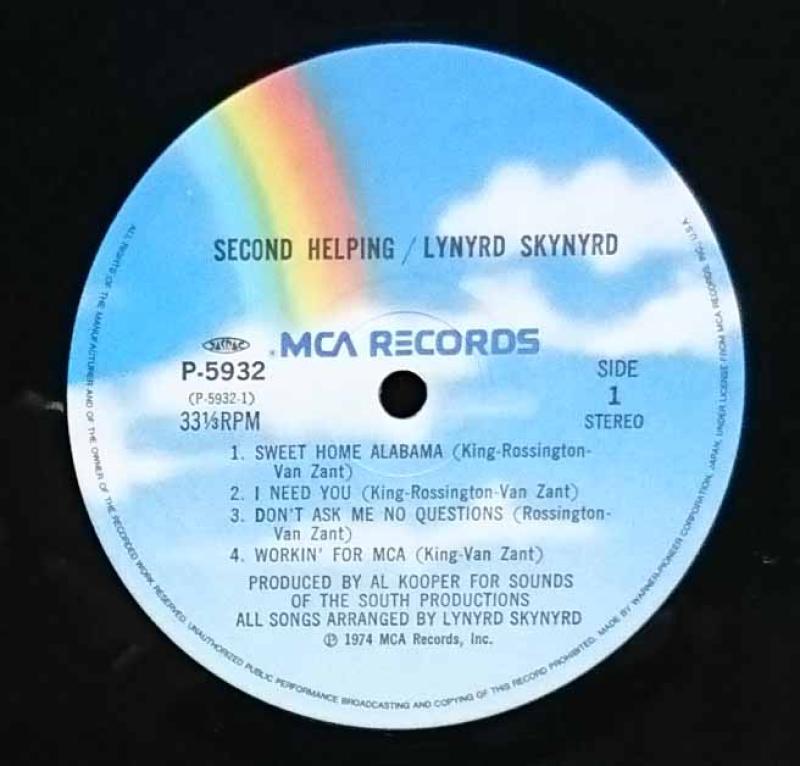 SECOND HELPING / LYNYRD SKYNYRD
JASRAC
MCA RECORDS
P-5932
(P-5932-1)
33⅓RPM
SIDE
1
STEREO
1. SWEET HOME ALABAMA (King-Rossington-
Van Zant)
2. I NEED YOU (King-Rossington-Van Zant)
3. DON'T ASK ME NO QUESTIONS (Rossington-
Van Zant)
4. WORKIN' FOR MCA (King-Van Zant)
PRODUCED BY AL KOOPER FOR SOUNDS
OF THE SOUTH PRODUCTIONS
ALL SONGS ARRANGED BY LYNYRD SKYNYRD
Ⓟ 1974 MCA Records, Inc.
ALL RIGHTS OF THE MANUFACTURER AND OF THE OWNER OF THE RECORDED WORK RESERVED. UNAUTHORIZED PUBLIC PERFORMANCE BROADCASTING AND COPYING OF THIS RECORD PROHIBITED. MADE BY WARNER-PIONEER CORPORATION, JAPAN, UNDER LICENSE FROM MCA RECORDS, INC. U.S.A.